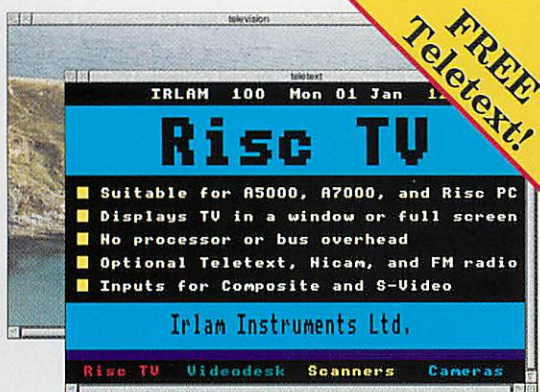 television
FREE
Teletext!
teletext
IRLAM 100 Mon 01 Jan
Risc TV
Suitable for A5000, A7000, and Risc PC
Displays TV in a window or full screen
No processor or bus overhead
Optional Teletext, Nicam, and FM radio
Inputs for Composite and S-Video
Irlam Instruments Ltd.
Risc TV Videodesk Scanners Cameras